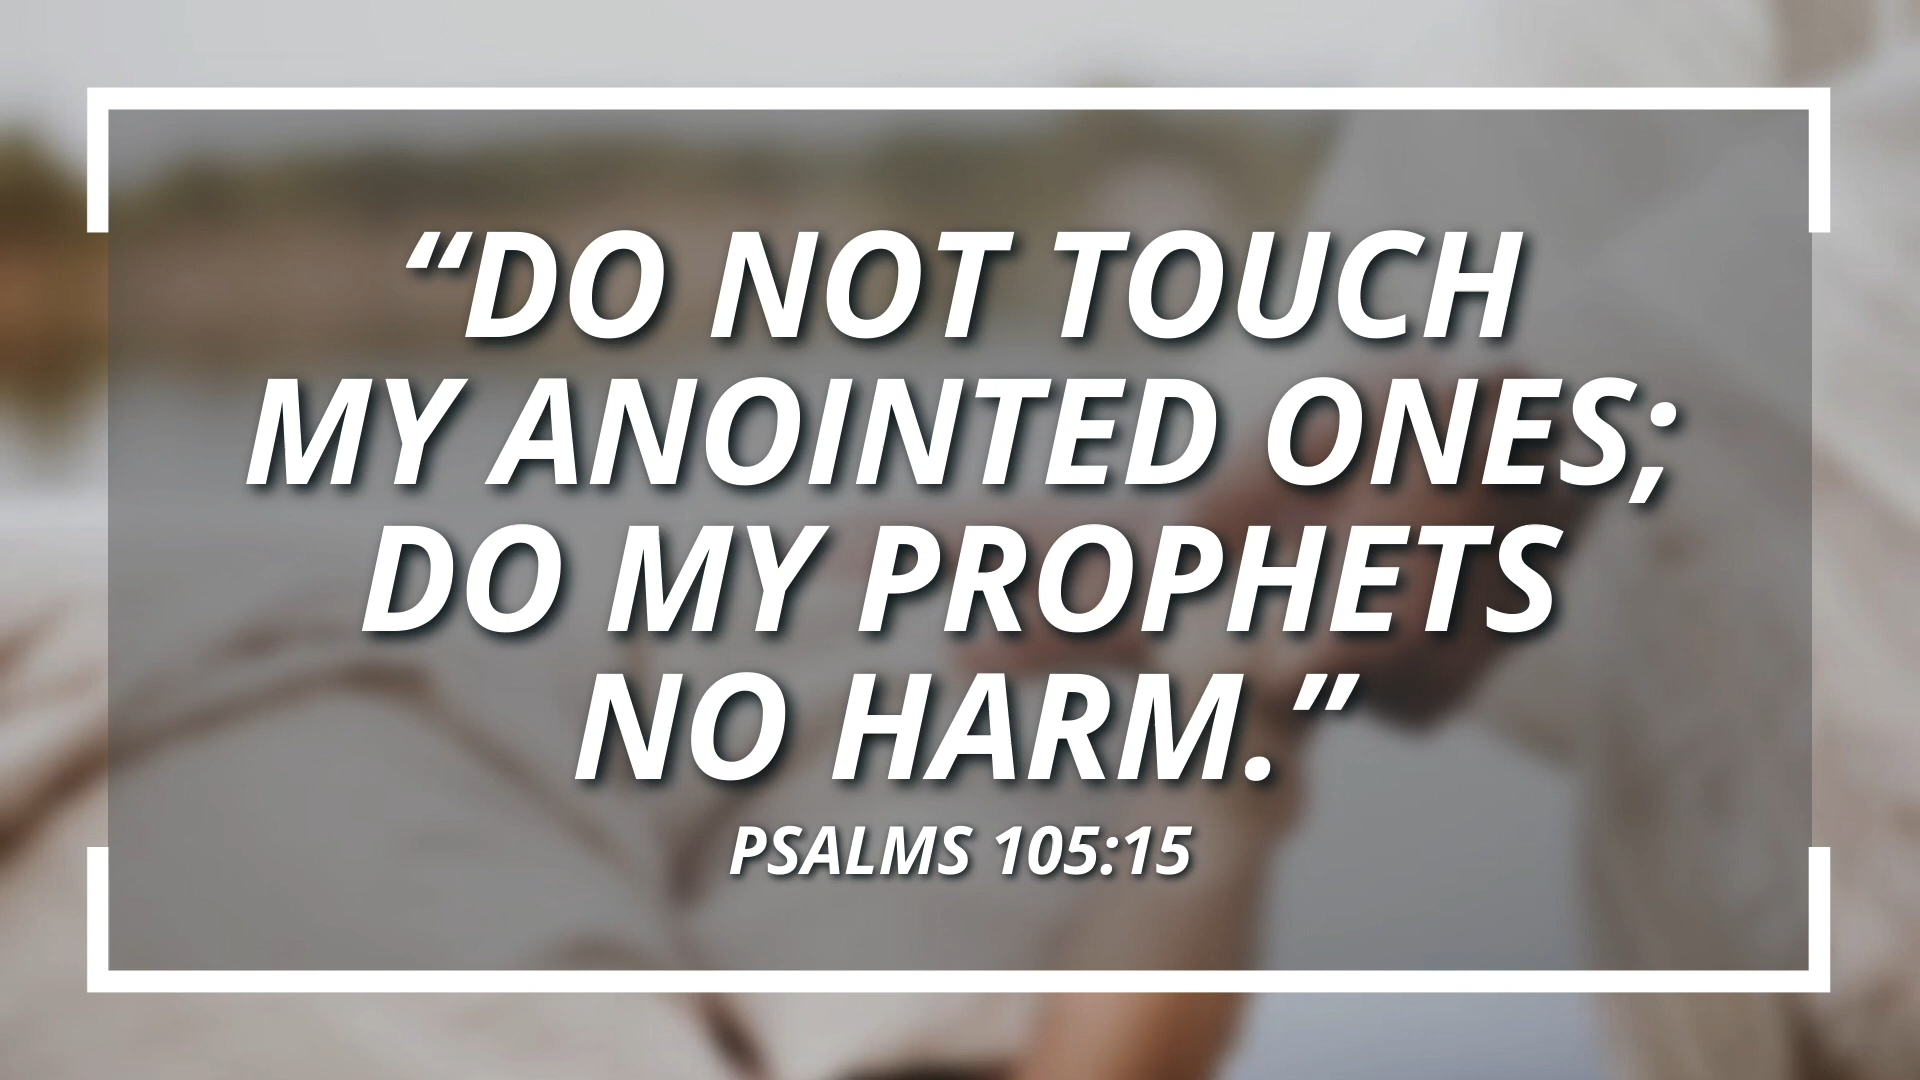 “DO NOT TOUCH
MY ANOINTED ONES;
DO MY PROPHETS
NO HARM.”
PSALMS 105:15